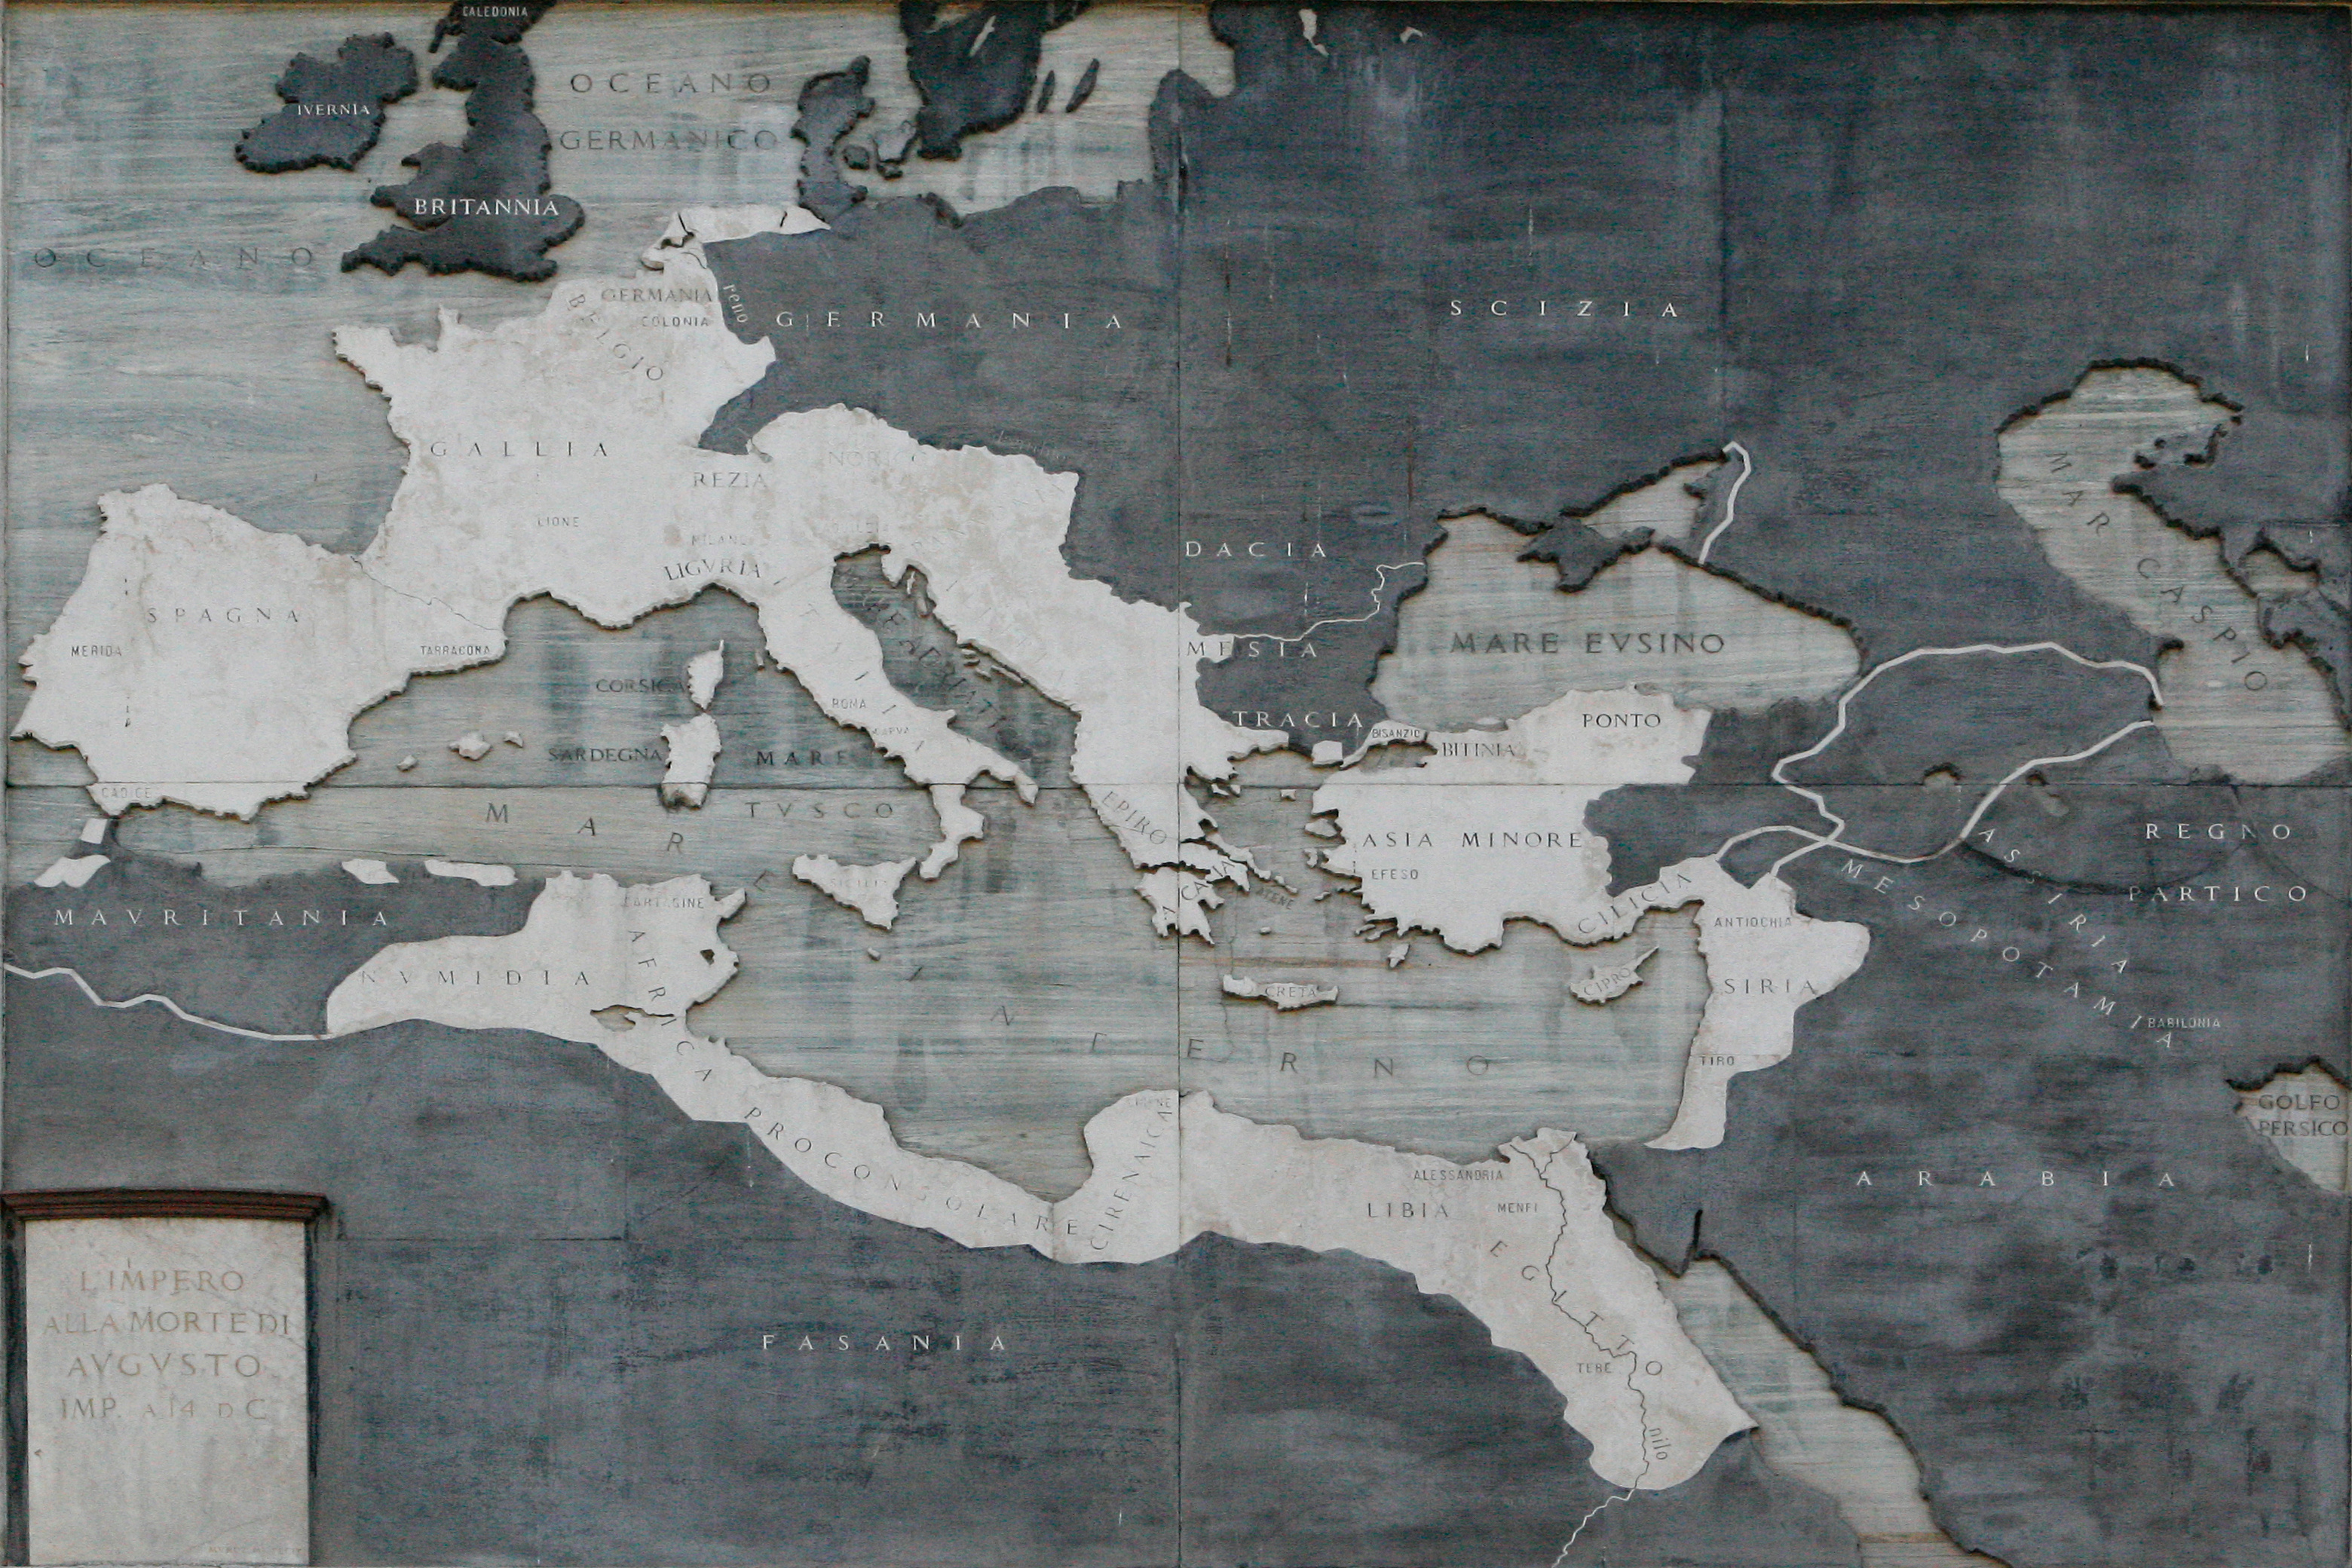 CALEDONIA
IVERNIA
OCEANO
GERMANICO
BRITANNIA
OCEANO
GERMANIA
COLONIA
BELGIO
reno
GERMANIA
SCIZIA
GALLIA
REZIA
NORICO
LIONE
MILANO
LIGVRIA
DACIA
MAR CASPIO
SPAGNA
MERIDA
TARRACONA
CORSICA
ROMA
ITALIA
MESIA
MARE EVSINO
TRACIA
BISANZIO
PONTO
BITINIA
SARDEGNA
MARE
TVSCO
CADICE
MARE INTERNO
EPIRO
ACAIA
ATENE
ASIA MINORE
EFESO
CILICIA
REGNO
PARTICO
ASSIRIA
MESOPOTAMIA
BABILONIA
MAVRITANIA
NVMIDIA
CARTAGINE
SICILIA
AFRICA PROCONSOLARE
CRETA
CIPRO
ANTIOCHIA
SIRIA
TIRO
GOLFO
PERSICO
CIRENE
CIRENAICA
ALESSANDRIA
LIBIA
MENFI
EGITTO
TEBE
nilo
ARABIA
FASANIA
L'IMPERO
ALLA MORTE DI
AVGVSTO
IMP. A 14 D C